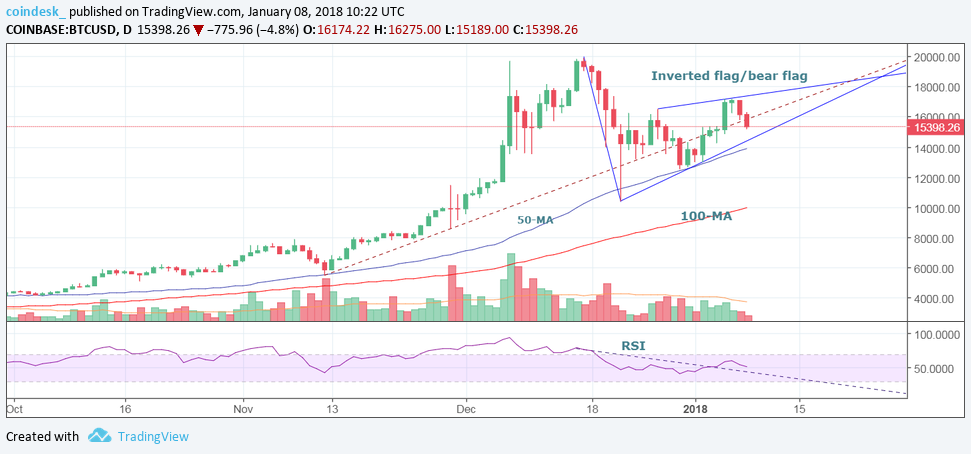 coindesk_ published on TradingView.com, January 08, 2018 10:22 UTC
COINBASE:BTCUSD, D 15398.26 ▼ −775.96 (−4.8%) O:16174.22 H:16275.00 L:15189.00 C:15398.26
20000.00
Inverted flag/bear flag
18000.00
16000.00
15398.26
14000.00
12000.00
50-MA
100-MA
10000.00
8000.00
6000.00
4000.00
RSI
100.0000
50.0000
Oct 16 Nov 13 Dec 18 2018 15
Created with TradingView